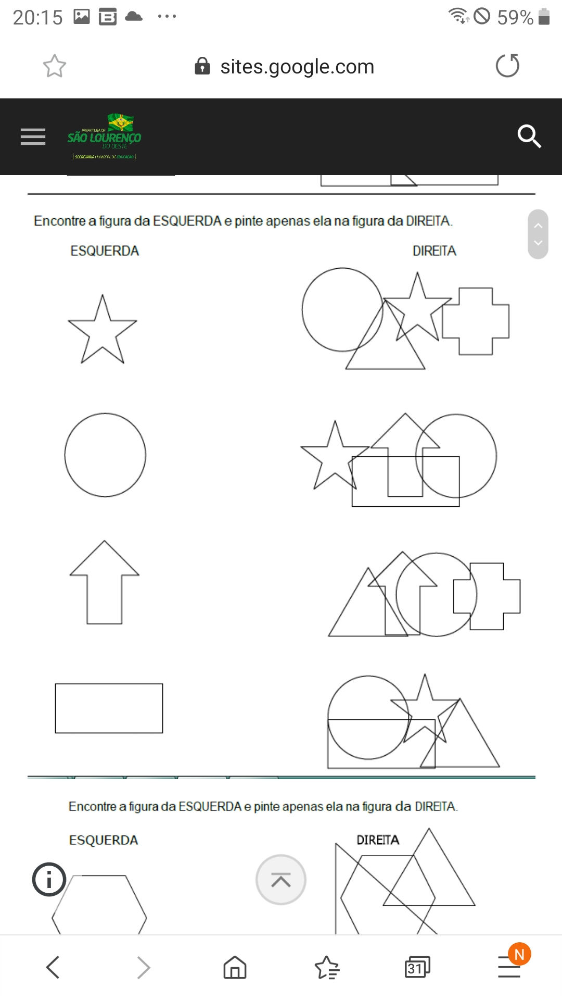 20:15
59%
sites.google.com
PREFEITURA DE
SÃO LOURENÇO
DO OESTE
SECRETARIA MUNICIPAL DE EDUCAÇÃO
Encontre a figura da ESQUERDA e pinte apenas ela na figura da DIREITA.
ESQUERDA DIREITA
Encontre a figura da ESQUERDA e pinte apenas ela na figura da DIREITA.
ESQUERDA DIREITA
31
N